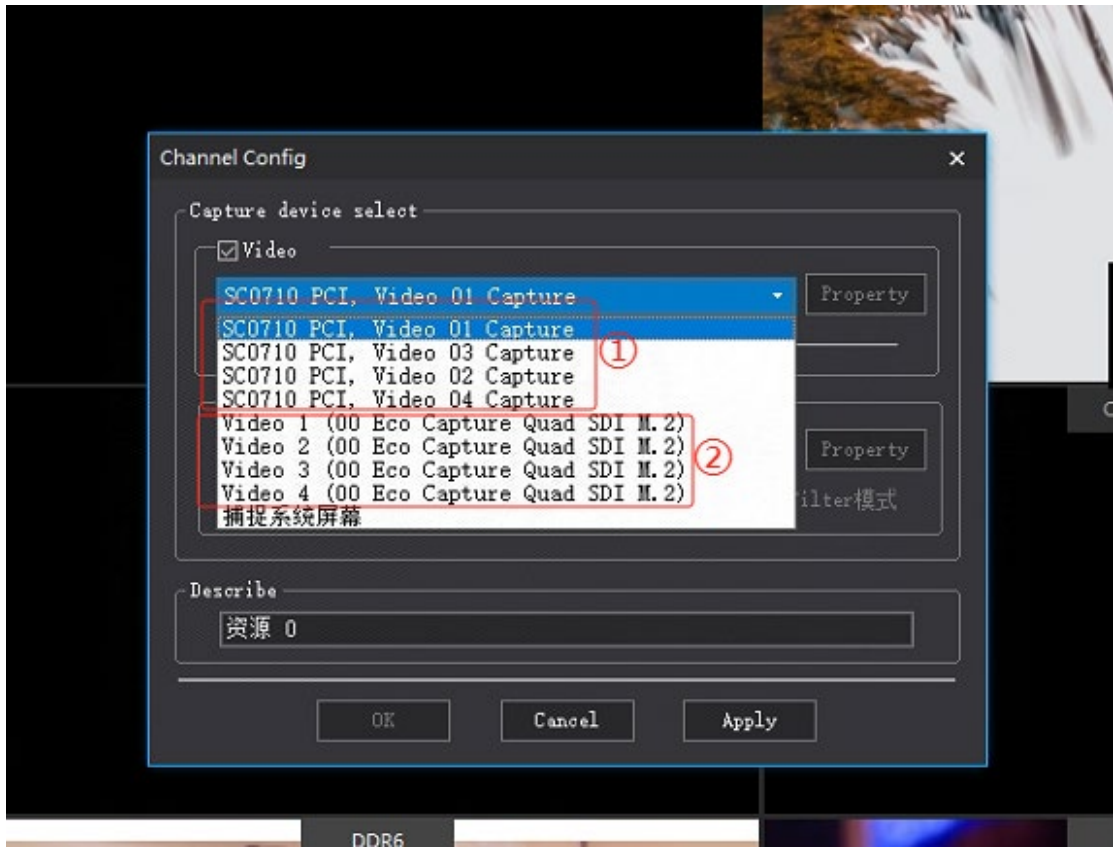 Channel Config
Capture device select
Video
SC0710 PCI, Video 01 Capture
Property
SC0710 PCI, Video 01 Capture
SC0710 PCI, Video 03 Capture
①
SC0710 PCI, Video 02 Capture
SC0710 PCI, Video 04 Capture
Video 1 (00 Eco Capture Quad SDI M.2)
Video 2 (00 Eco Capture Quad SDI M.2)
②
Property
Video 3 (00 Eco Capture Quad SDI M.2)
Video 4 (00 Eco Capture Quad SDI M.2)
ilter模式
捕捉系统屏幕
Describe
资源 0
OK
Cancel
Apply
DDR6